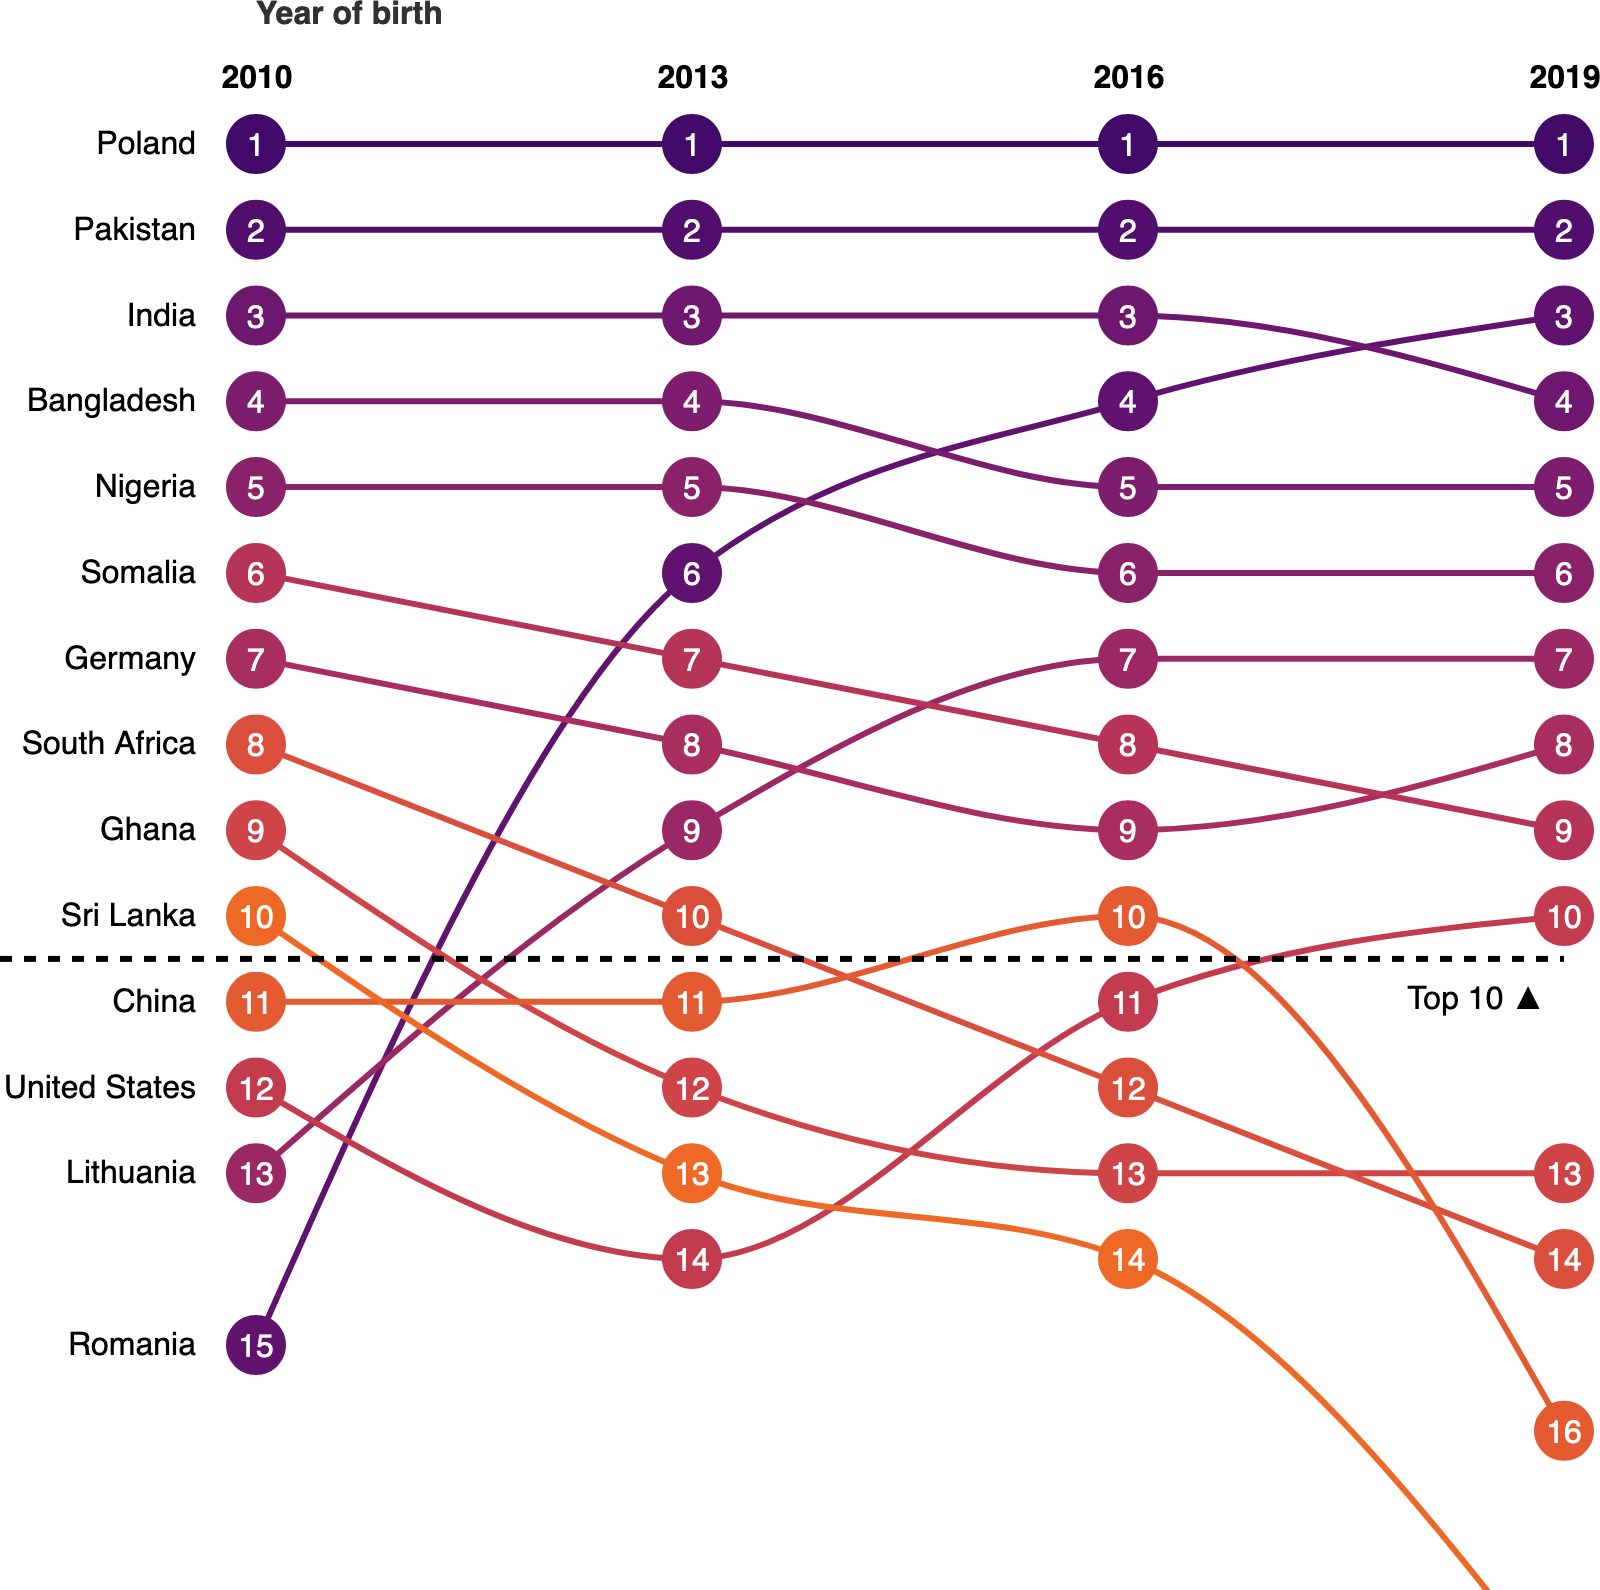 Year of birth
2010 2013 2016 2019
Poland 1 1 1 1
Pakistan 2 2 2 2
India 3 3 3 3
Bangladesh 4 4 4 4
Nigeria 5 5 5 5
Somalia 6 6 6 6
Germany 7 7 7 7
South Africa 8 8 8 8
Ghana 9 9 9 9
Sri Lanka 10 10 10 10
China 11 11 11 Top 10 ▲
United States 12 12 12
Lithuania 13 13 13 13
14 14 14
Romania 15
16